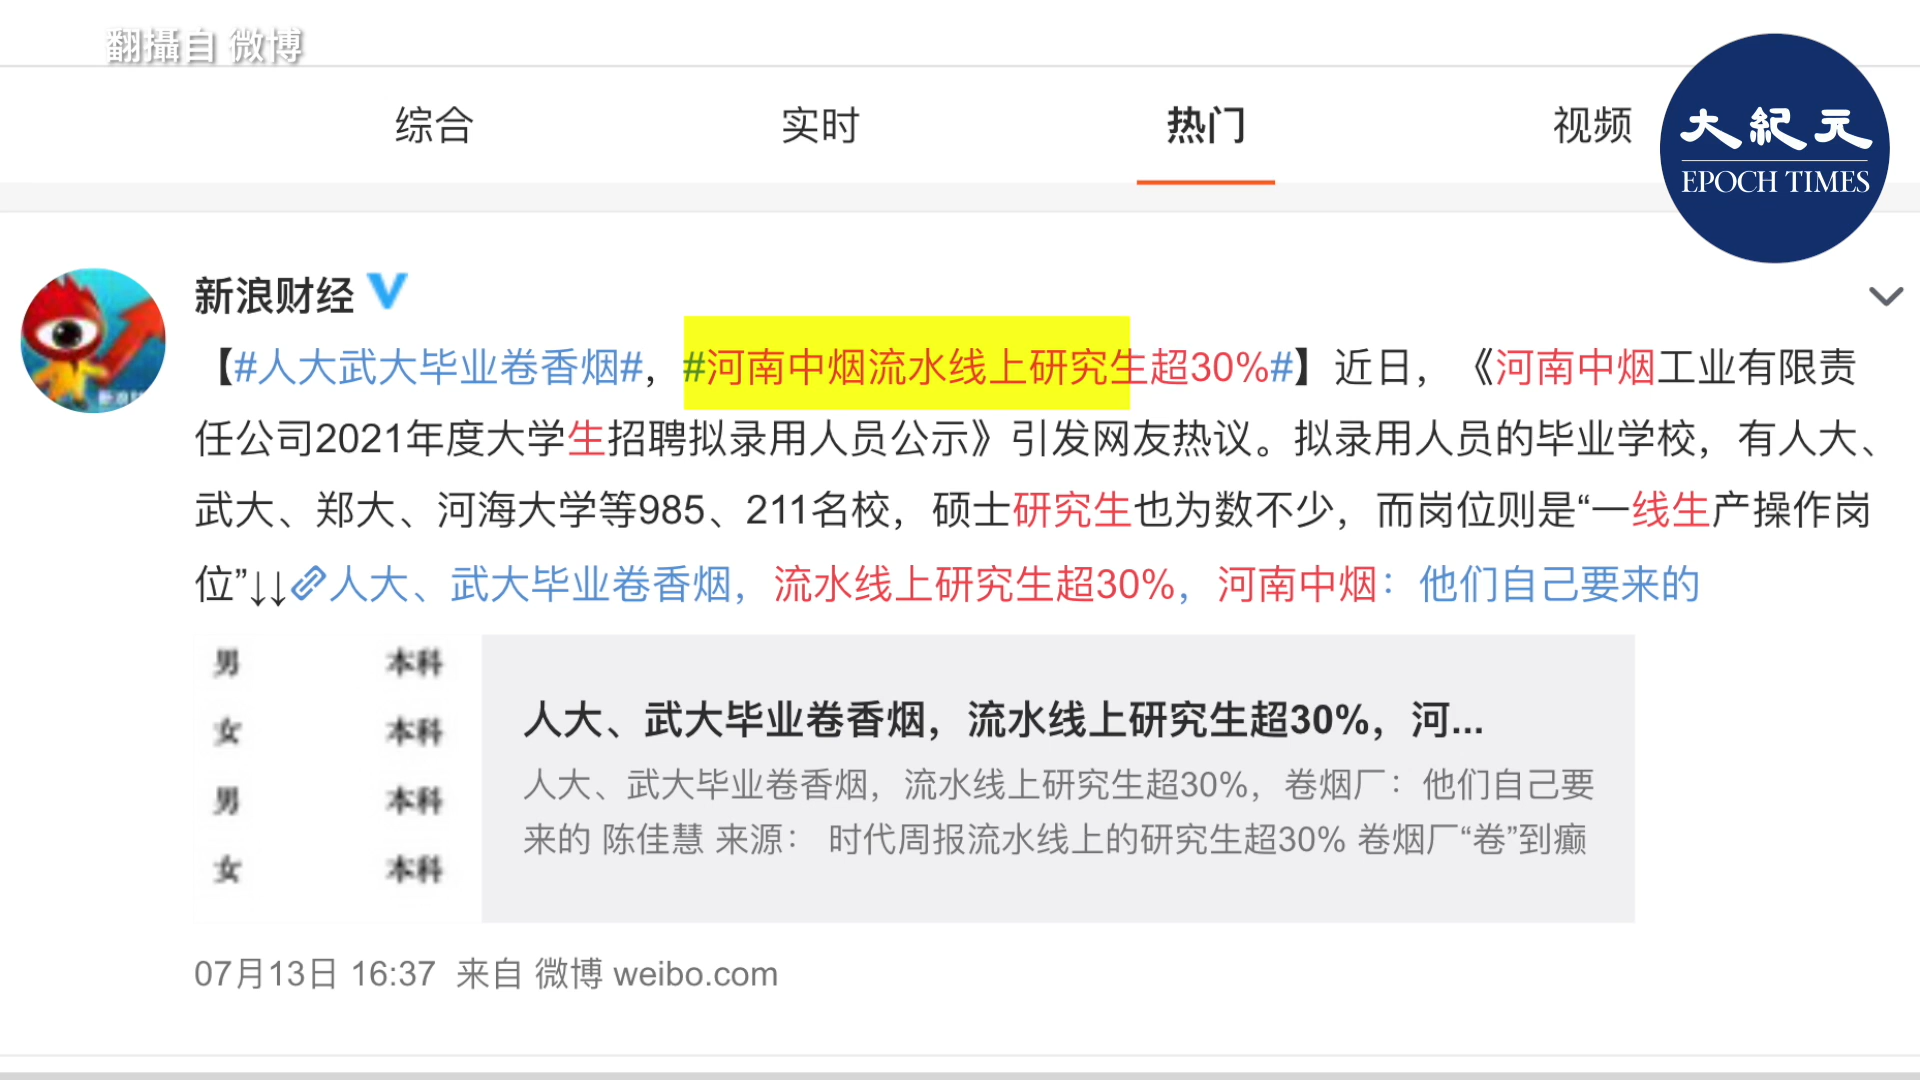 翻攝自 微博
综合 实时 热门 视频
大紀元
EPOCH TIMES
新浪财经
【#人大武大毕业卷香烟#，#河南中烟流水线上研究生超30%#】近日，《河南中烟工业有限责
任公司2021年度大学生招聘拟录用人员公示》引发网友热议。拟录用人员的毕业学校，有人大、
武大、郑大、河海大学等985、211名校，硕士研究生也为数不少，而岗位则是“一线生产操作岗
位”↓↓人大、武大毕业卷香烟，流水线上研究生超30%，河南中烟：他们自己要来的
男 本科
女 本科
男 本科
女 本科
人大、武大毕业卷香烟，流水线上研究生超30%，河...
人大、武大毕业卷香烟，流水线上研究生超30%，卷烟厂：他们自己要
来的 陈佳慧 来源： 时代周报流水线上的研究生超30% 卷烟厂“卷”到癫
07月13日 16:37 来自 微博 weibo.com